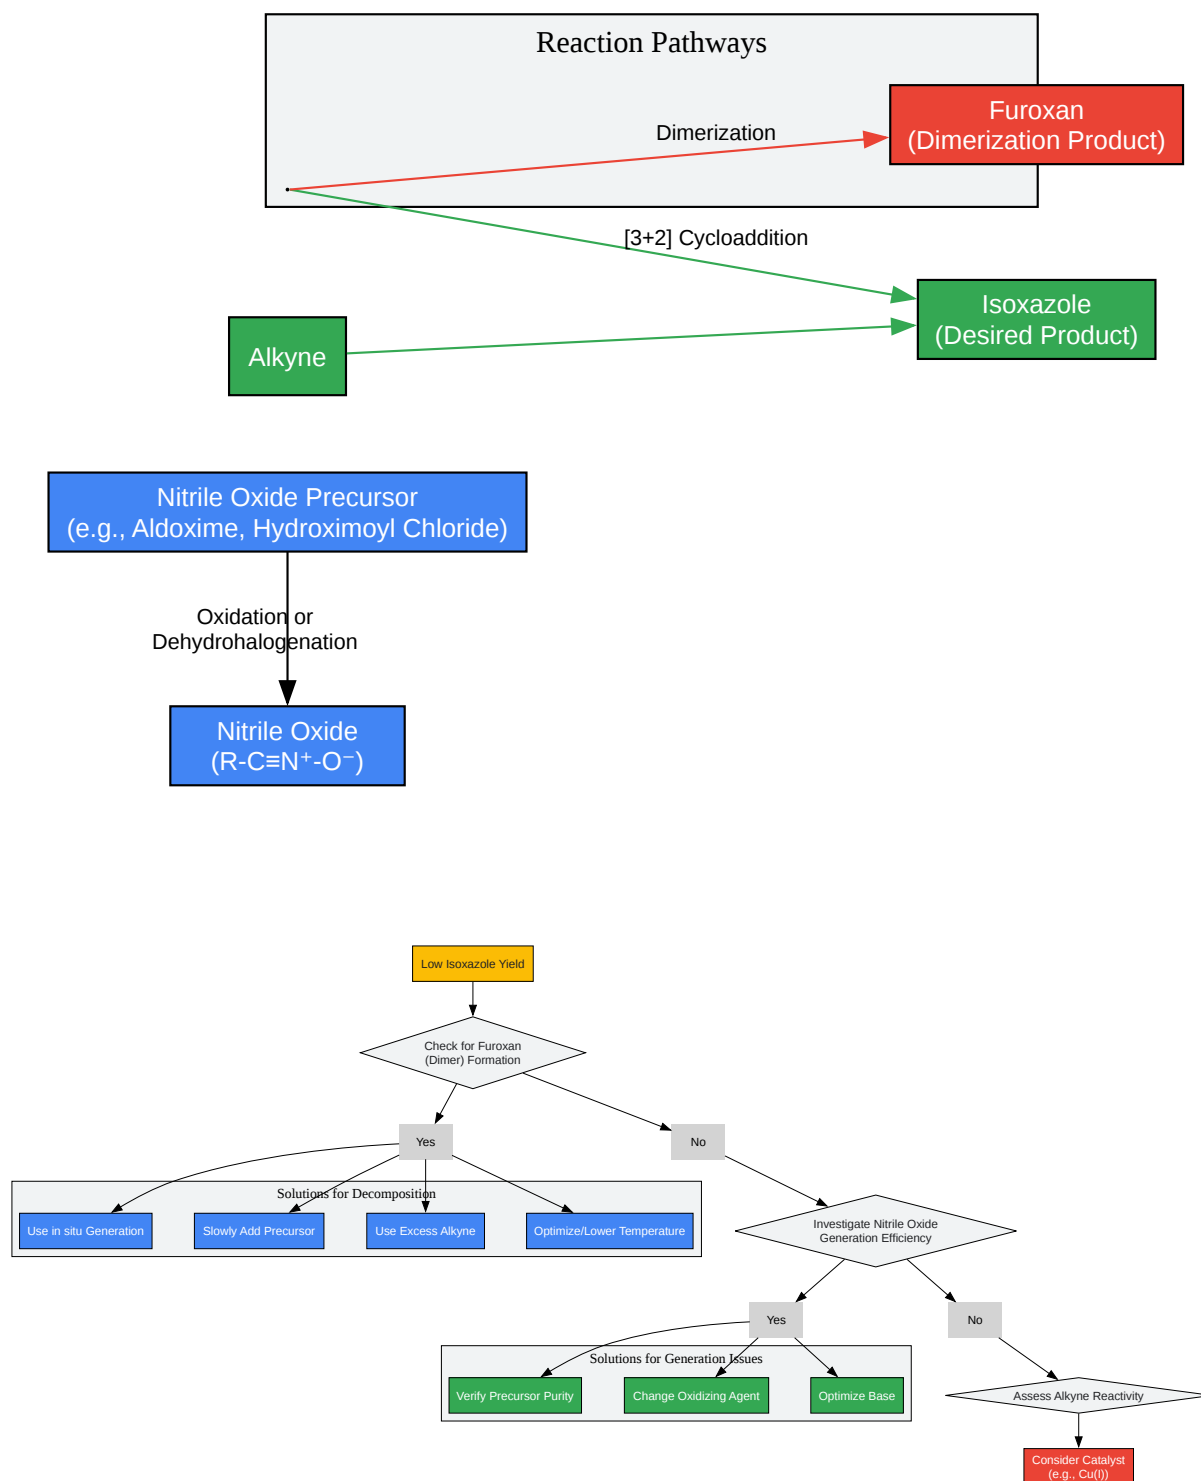 Reaction Pathways
Furoxan
(Dimerization Product)
Dimerization
[3+2] Cycloaddition
Isoxazole
(Desired Product)
Alkyne
Nitrile Oxide Precursor
(e.g., Aldoxime, Hydroximoyl Chloride)
Oxidation or
Dehydrohalogenation
Nitrile Oxide
(R-C≡N⁺-O⁻)
Low Isoxazole Yield
Check for Furoxan
(Dimer) Formation
Yes
No
Solutions for Decomposition
Use in situ Generation
Slowly Add Precursor
Use Excess Alkyne
Optimize/Lower Temperature
Investigate Nitrile Oxide
Generation Efficiency
Yes
No
Solutions for Generation Issues
Verify Precursor Purity
Change Oxidizing Agent
Optimize Base
Assess Alkyne Reactivity
Consider Catalyst
(e.g., Cu(I))